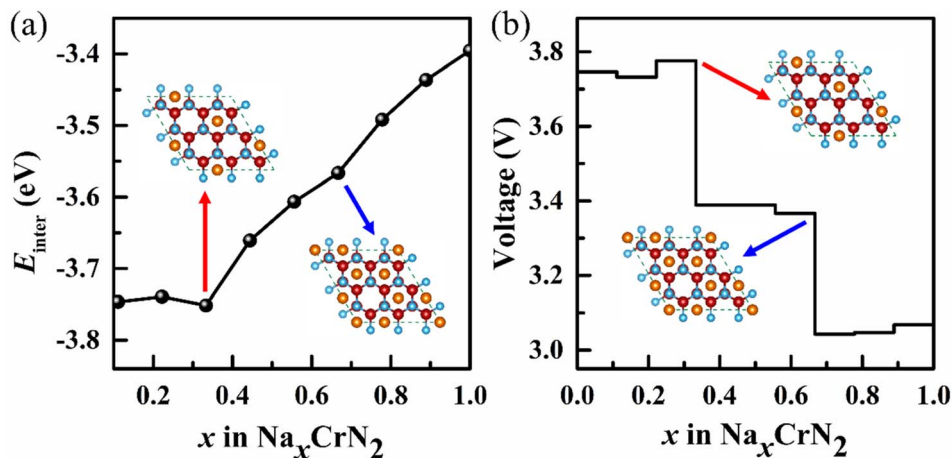 (a)
-3.4
-3.5
-3.6
-3.7
-3.8
E_inter (eV)
0.2 0.4 0.6 0.8 1.0
x in Na_xCrN_2
(b)
3.8
3.6
3.4
3.2
3.0
Voltage (V)
0.0 0.2 0.4 0.6 0.8 1.0
x in Na_xCrN_2